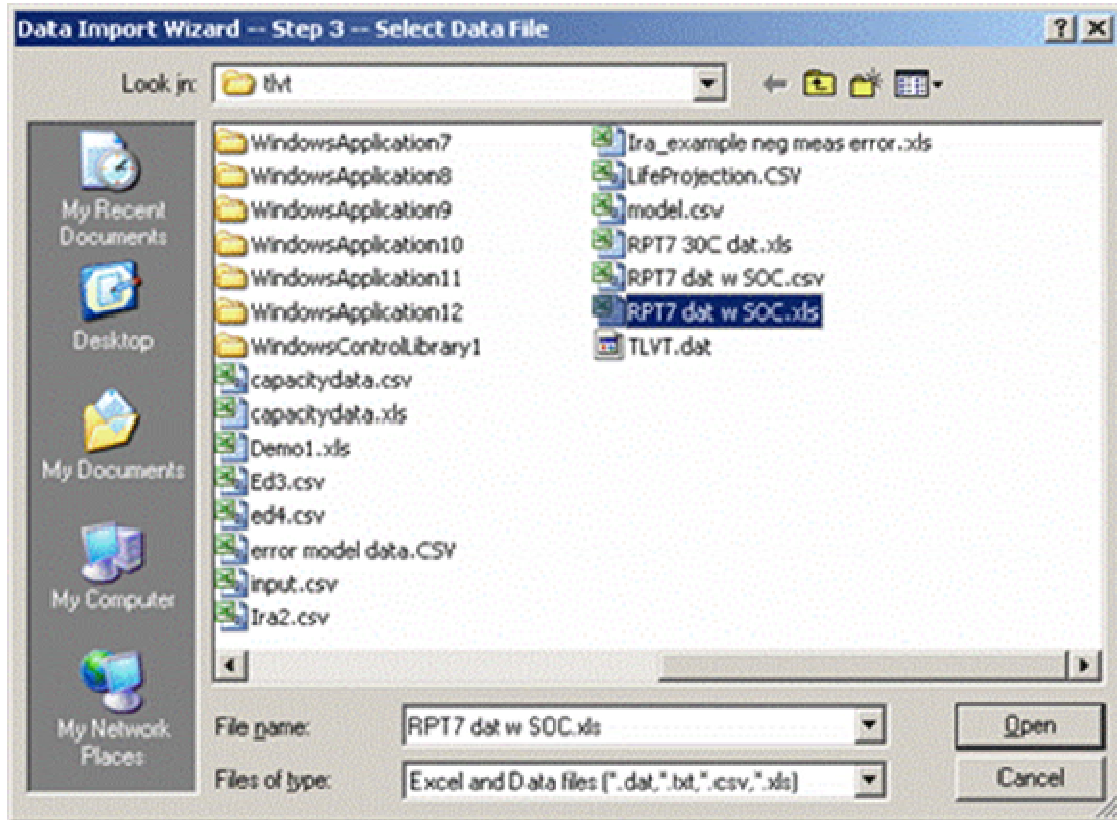 Data Import Wizard -- Step 3 -- Select Data File
Look in:
tlvt
My Recent
Documents
Desktop
My Documents
My Computer
My Network
Places
WindowsApplication7
WindowsApplication8
WindowsApplication9
WindowsApplication10
WindowsApplication11
WindowsApplication12
WindowsControlLibrary1
capacitydata.csv
capacitydata.xls
Demo1.xls
Ed3.csv
ed4.csv
error model data.CSV
input.csv
Ira2.csv
Ira_example neg meas error.xls
LifeProjection.CSV
model.csv
RPT7 30C dat.xls
RPT7 dat w SOC.csv
RPT7 dat w SOC.xls
TLVT.dat
File name:
RPT7 dat w SOC.xls
Open
Files of type:
Excel and Data files (*.dat,*.txt,*.csv,*.xls)
Cancel